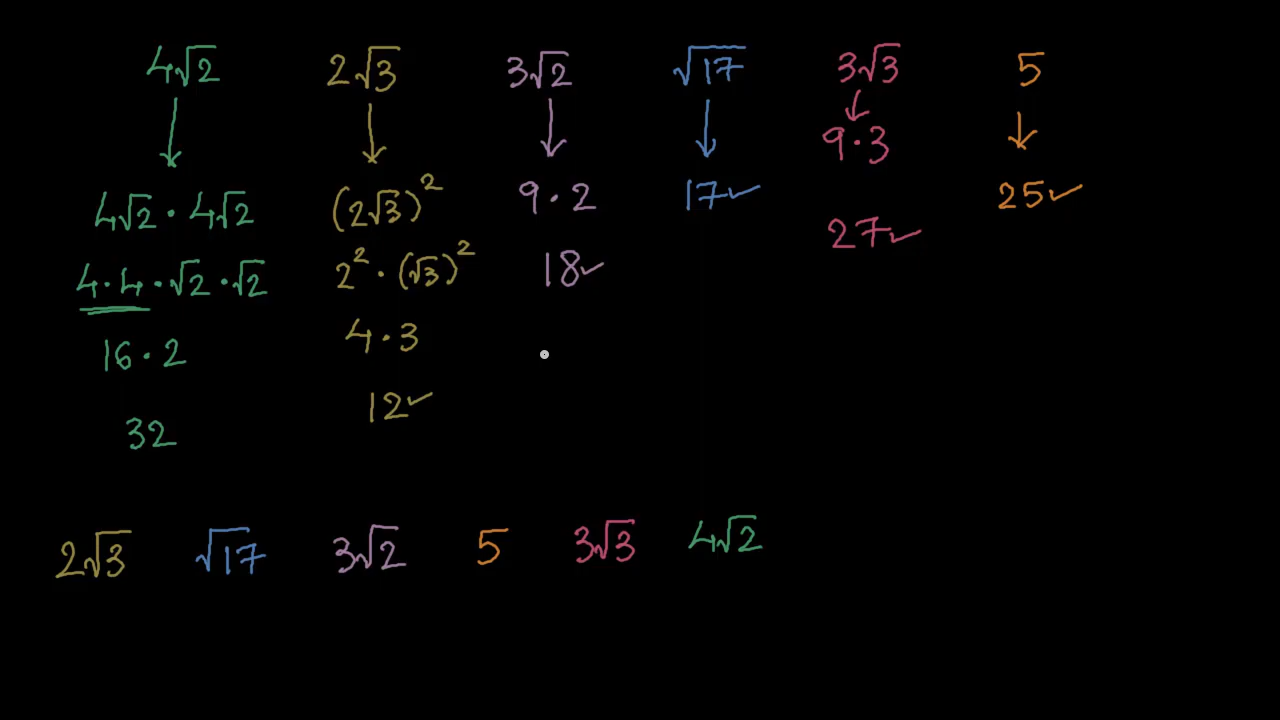 4√2 2√3 3√2 √17 3√3 5
9·3
4√2·4√2 (2√3)² 9·2 17✓ 25✓
27✓
4·4·√2·√2 2²·(√3)² 18✓
16·2 4·3
12✓
32
2√3 √17 3√2 5 3√3 4√2